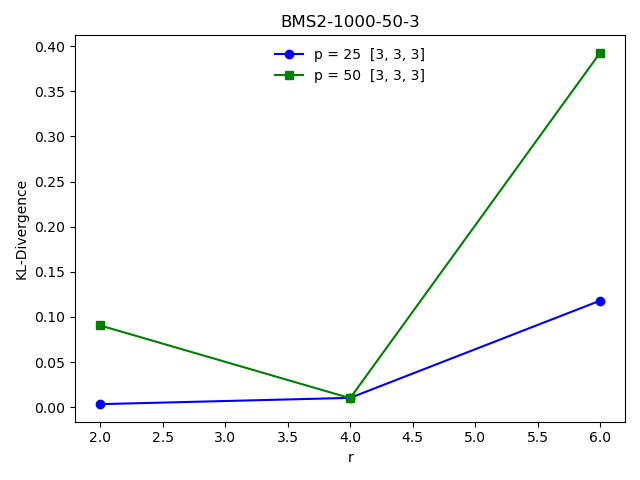 BMS2-1000-50-3
p = 25  [3, 3, 3]
p = 50  [3, 3, 3]
KL-Divergence
0.40
0.35
0.30
0.25
0.20
0.15
0.10
0.05
0.00
2.0 2.5 3.0 3.5 4.0 4.5 5.0 5.5 6.0
r